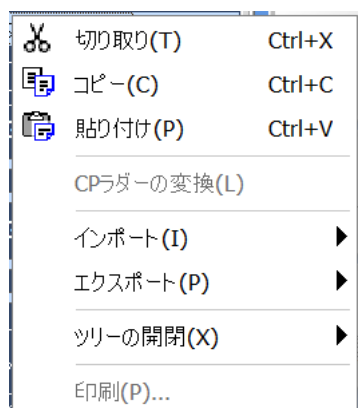 切り取り(T) Ctrl+X
コピー(C) Ctrl+C
貼り付け(P) Ctrl+V
CPラダーの変換(L)
インポート(I)
エクスポート(P)
ツリーの開閉(X)
印刷(P)...